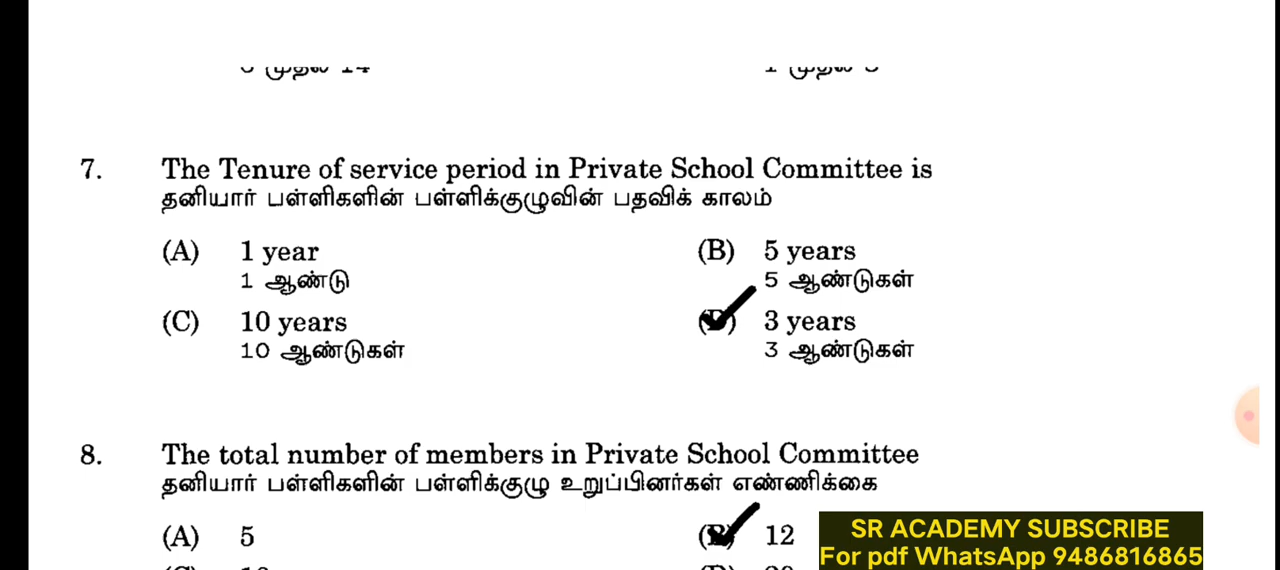 7. The Tenure of service period in Private School Committee is
தனியார் பள்ளிகளின் பள்ளிக்குழுவின் பதவிக் காலம்
(A) 1 year (B) 5 years
1 ஆண்டு 5 ஆண்டுகள்
(C) 10 years 3 years
10 ஆண்டுகள் 3 ஆண்டுகள்
8. The total number of members in Private School Committee
தனியார் பள்ளிகளின் பள்ளிக்குழு உறுப்பினர்கள் எண்ணிக்கை
(A) 5 12
SR ACADEMY SUBSCRIBE
For pdf WhatsApp 9486816865